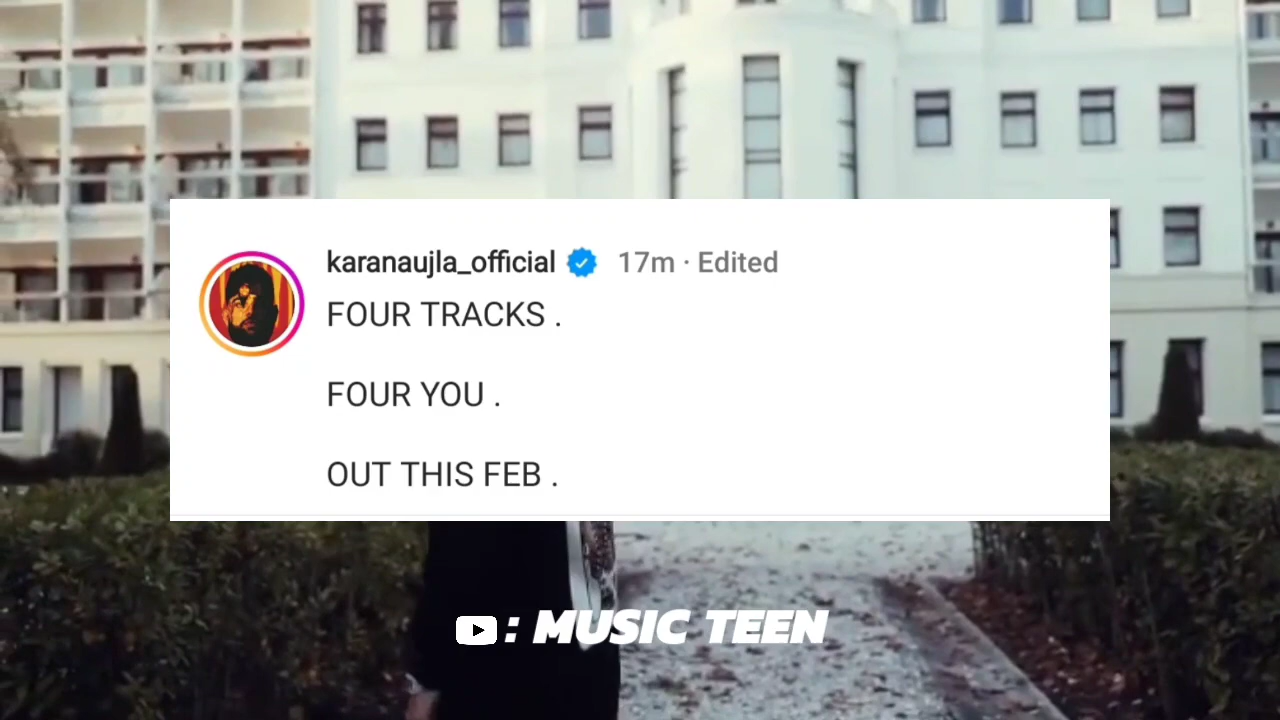 karanaujla_official 17m · Edited
FOUR TRACKS .
FOUR YOU .
OUT THIS FEB .
: MUSIC TEEN